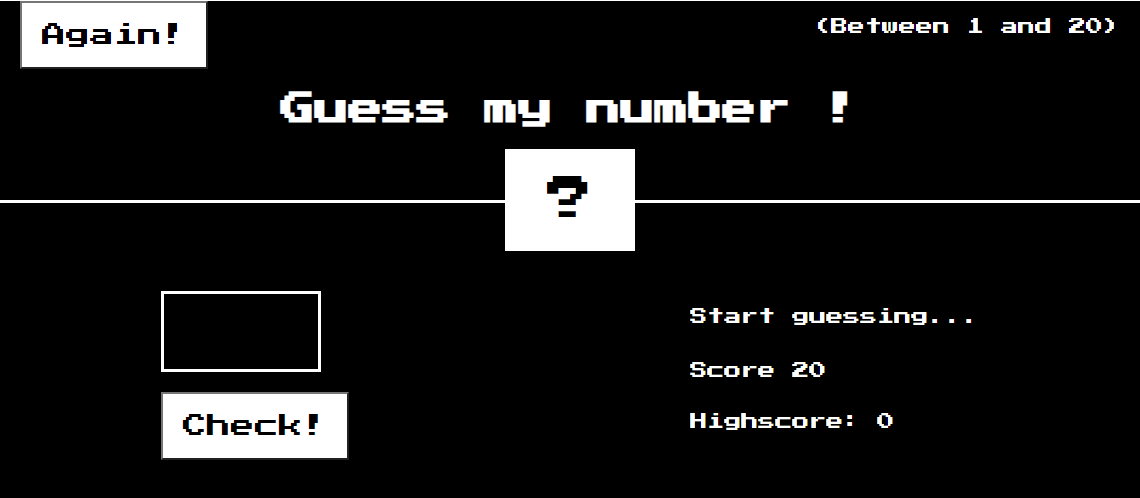 Again!
(Between 1 and 20)
Guess my number !
?
Start guessing...
Score 20
Highscore: 0
Check!